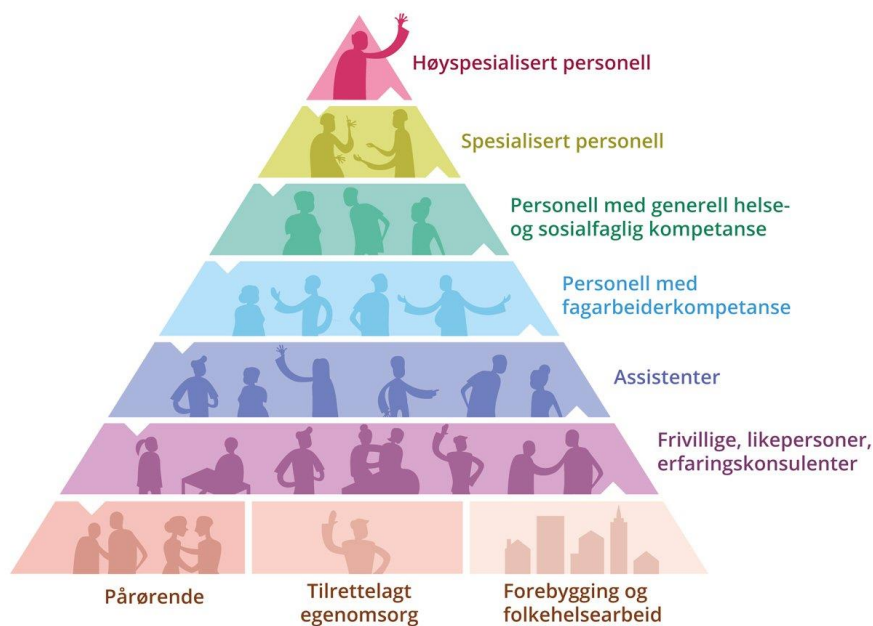 Høyspesialisert personell
Spesialisert personell
Personell med generell helse-
og sosialfaglig kompetanse
Personell med
fagarbeiderkompetanse
Assistenter
Frivillige, likepersoner,
erfaringskonsulenter
Pårørende
Tilrettelagt
egenomsorg
Forebygging og
folkehelsearbeid